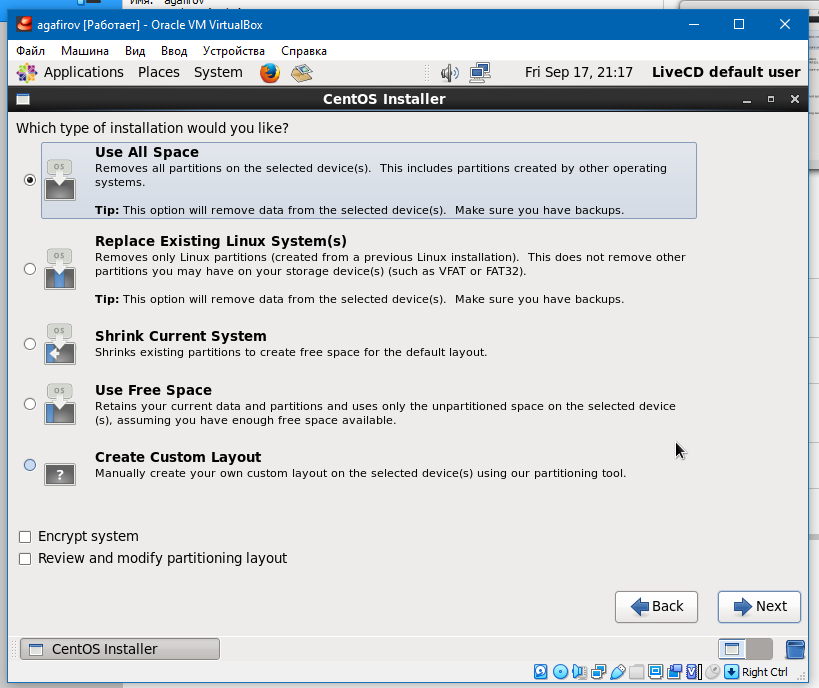 Имя: agafirov
agafirov [Работает] - Oracle VM VirtualBox
Файл Машина Вид Ввод Устройства Справка
Applications Places System Fri Sep 17, 21:17 LiveCD default user
CentOS Installer
Which type of installation would you like?
OS
Use All Space
Removes all partitions on the selected device(s). This includes partitions created by other operating
systems.
Tip: This option will remove data from the selected device(s). Make sure you have backups.
OS
Replace Existing Linux System(s)
Removes only Linux partitions (created from a previous Linux installation). This does not remove other
partitions you may have on your storage device(s) (such as VFAT or FAT32).
Tip: This option will remove data from the selected device(s). Make sure you have backups.
OS
Shrink Current System
Shrinks existing partitions to create free space for the default layout.
OS
Use Free Space
Retains your current data and partitions and uses only the unpartitioned space on the selected device
(s), assuming you have enough free space available.
?
Create Custom Layout
Manually create your own custom layout on the selected device(s) using our partitioning tool.
Encrypt system
Review and modify partitioning layout
Back Next
CentOS Installer
Right Ctrl